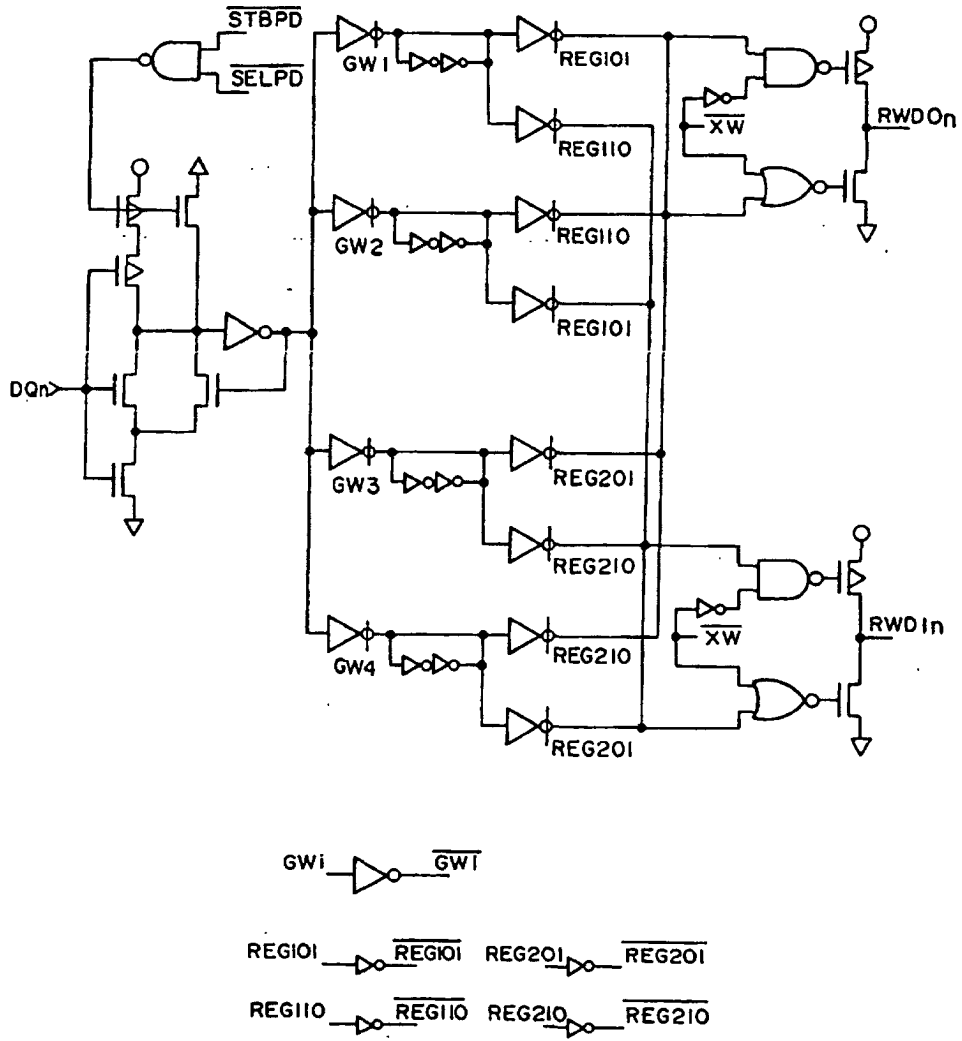 STBPD
SELPD
GW1
REG101
REG110
XW
RWD0n
GW2
REG110
REG101
DQn
GW3
REG201
REG210
XW
RWD1n
GW4
REG210
REG201
GWi GWi
REG101 REG101 REG201 REG201
REG110 REG110 REG210 REG210